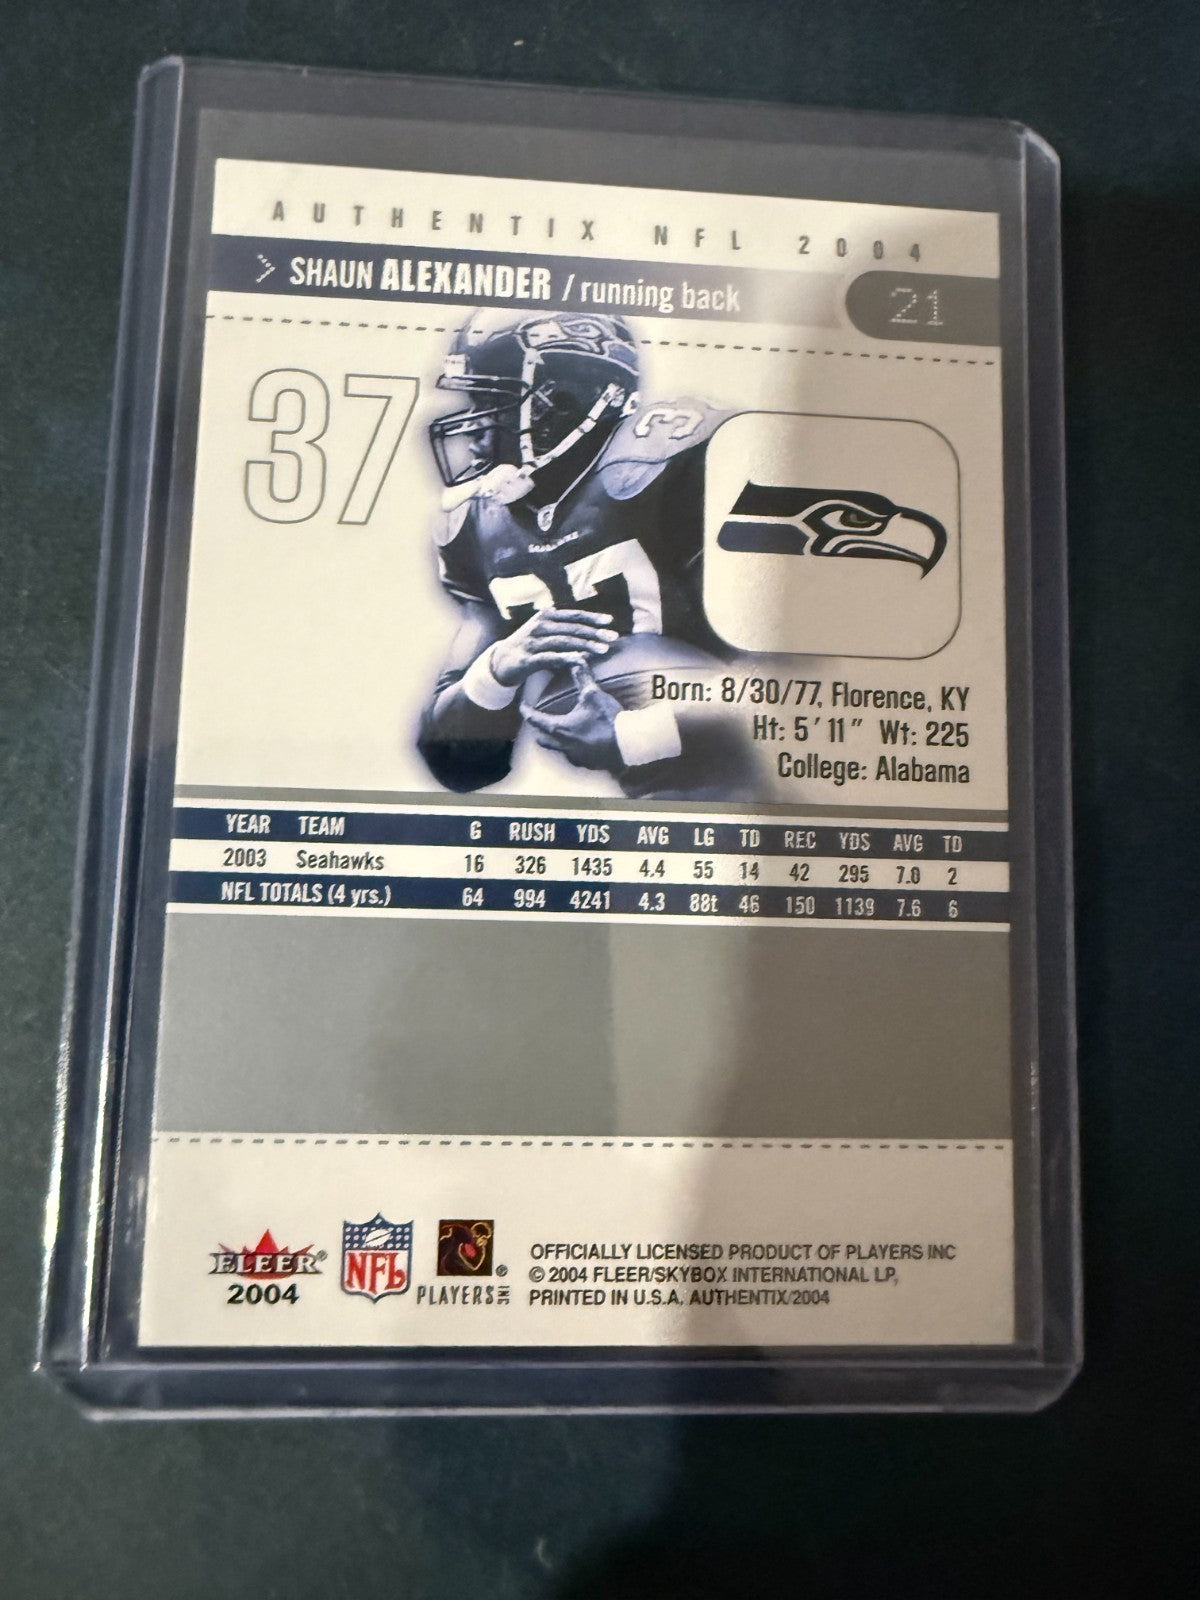 AUTHENTIX NFL 2004
> SHAUN ALEXANDER / running back
21
37
3
SEAHAWKS
37
Born: 8/30/77, Florence, KY
Ht: 5'11" Wt: 225
College: Alabama
YEAR TEAM G RUSH YDS AVG LG TD REC YDS AVG TD
2003 Seahawks 16 326 1435 4.4 55 14 42 295 7.0 2
NFL TOTALS (4 yrs.) 64 994 4241 4.3 88t 46 150 1139 7.6 6
FLEER®
2004
NFL
PLAYERS INC ®
OFFICIALLY LICENSED PRODUCT OF PLAYERS INC
© 2004 FLEER/SKYBOX INTERNATIONAL LP,
PRINTED IN U.S.A. AUTHENTIX/2004